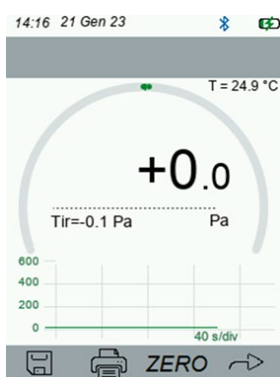 14:16 21 Gen 23
T = 24.9 °C
+0.0
Tir=-0.1 Pa Pa
600
400
200
0
40 s/div
ZERO